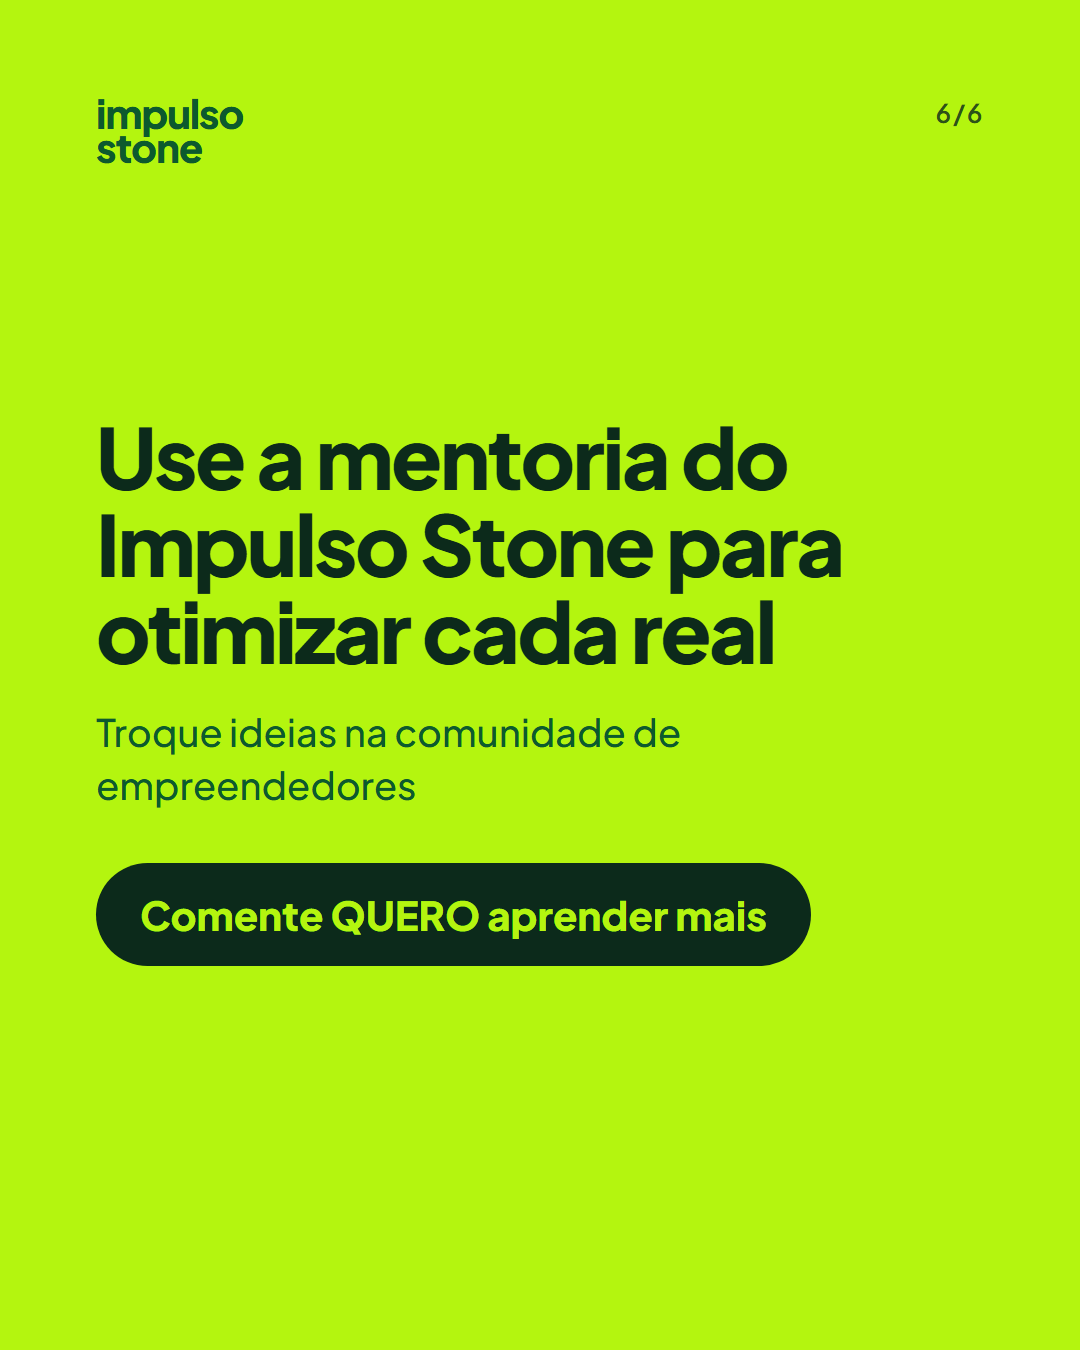 impulso
stone
6/6
Use a mentoria do
Impulso Stone para
otimizar cada real
Troque ideias na comunidade de
empreendedores
Comente QUERO aprender mais